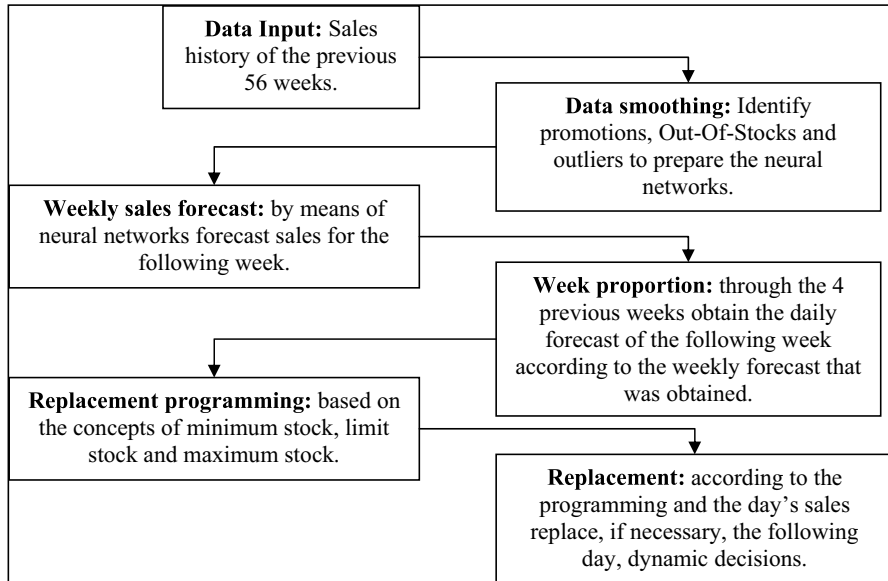 Data Input: Sales
history of the previous
56 weeks.
Data smoothing: Identify
promotions, Out-Of-Stocks and
outliers to prepare the neural
networks.
Weekly sales forecast: by means of
neural networks forecast sales for the
following week.
Week proportion: through the 4
previous weeks obtain the daily
forecast of the following week
according to the weekly forecast that
was obtained.
Replacement programming: based on
the concepts of minimum stock, limit
stock and maximum stock.
Replacement: according to the
programming and the day’s sales
replace, if necessary, the following
day, dynamic decisions.